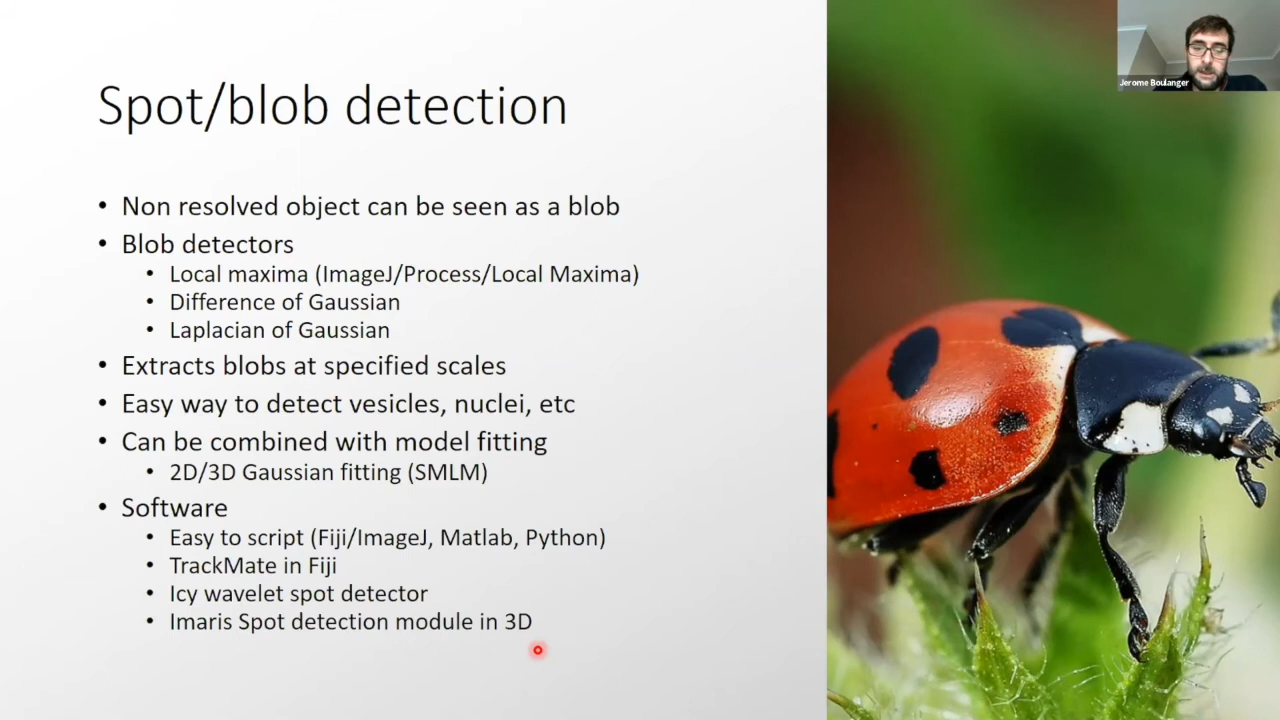 Jerome Boulanger
Spot/blob detection
• Non resolved object can be seen as a blob
• Blob detectors
• Local maxima (ImageJ/Process/Local Maxima)
• Difference of Gaussian
• Laplacian of Gaussian
• Extracts blobs at specified scales
• Easy way to detect vesicles, nuclei, etc
• Can be combined with model fitting
• 2D/3D Gaussian fitting (SMLM)
• Software
• Easy to script (Fiji/ImageJ, Matlab, Python)
• TrackMate in Fiji
• Icy wavelet spot detector
• Imaris Spot detection module in 3D